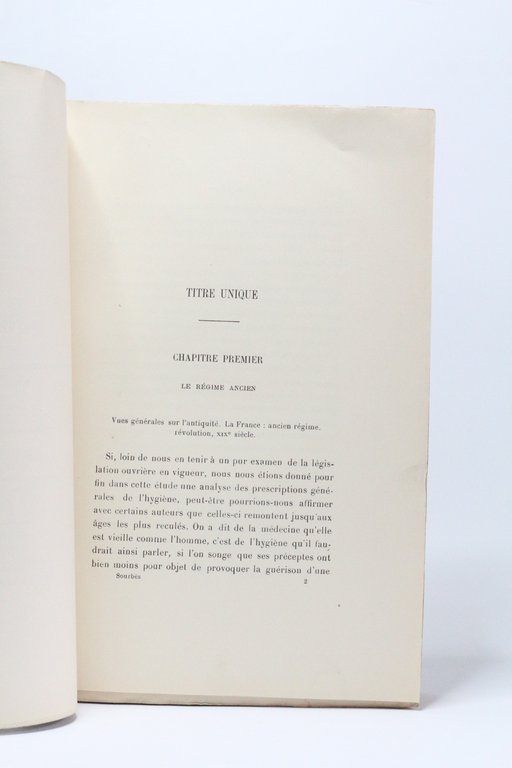 TITRE UNIQUE
CHAPITRE PREMIER
LE RÉGIME ANCIEN
Vues générales sur l'antiquité. La France : ancien régime.
révolution, XIXe siècle.
Si, loin de nous en tenir à un pur examen de la légis-
lation ouvrière en vigueur, nous nous étions donné pour
fin dans cette étude une analyse des prescriptions géné-
rales de l'hygiène, peut-être pourrions-nous affirmer
avec certains auteurs que celles-ci remontent jusqu'aux
âges les plus reculés. On a dit de la médecine qu'elle
est vieille comme l'homme, c'est de l'hygiène qu'il fau-
drait ainsi parler, si l'on songe que ses préceptes ont
bien moins pour objet de provoquer la guérison d'une
Sourbès 2